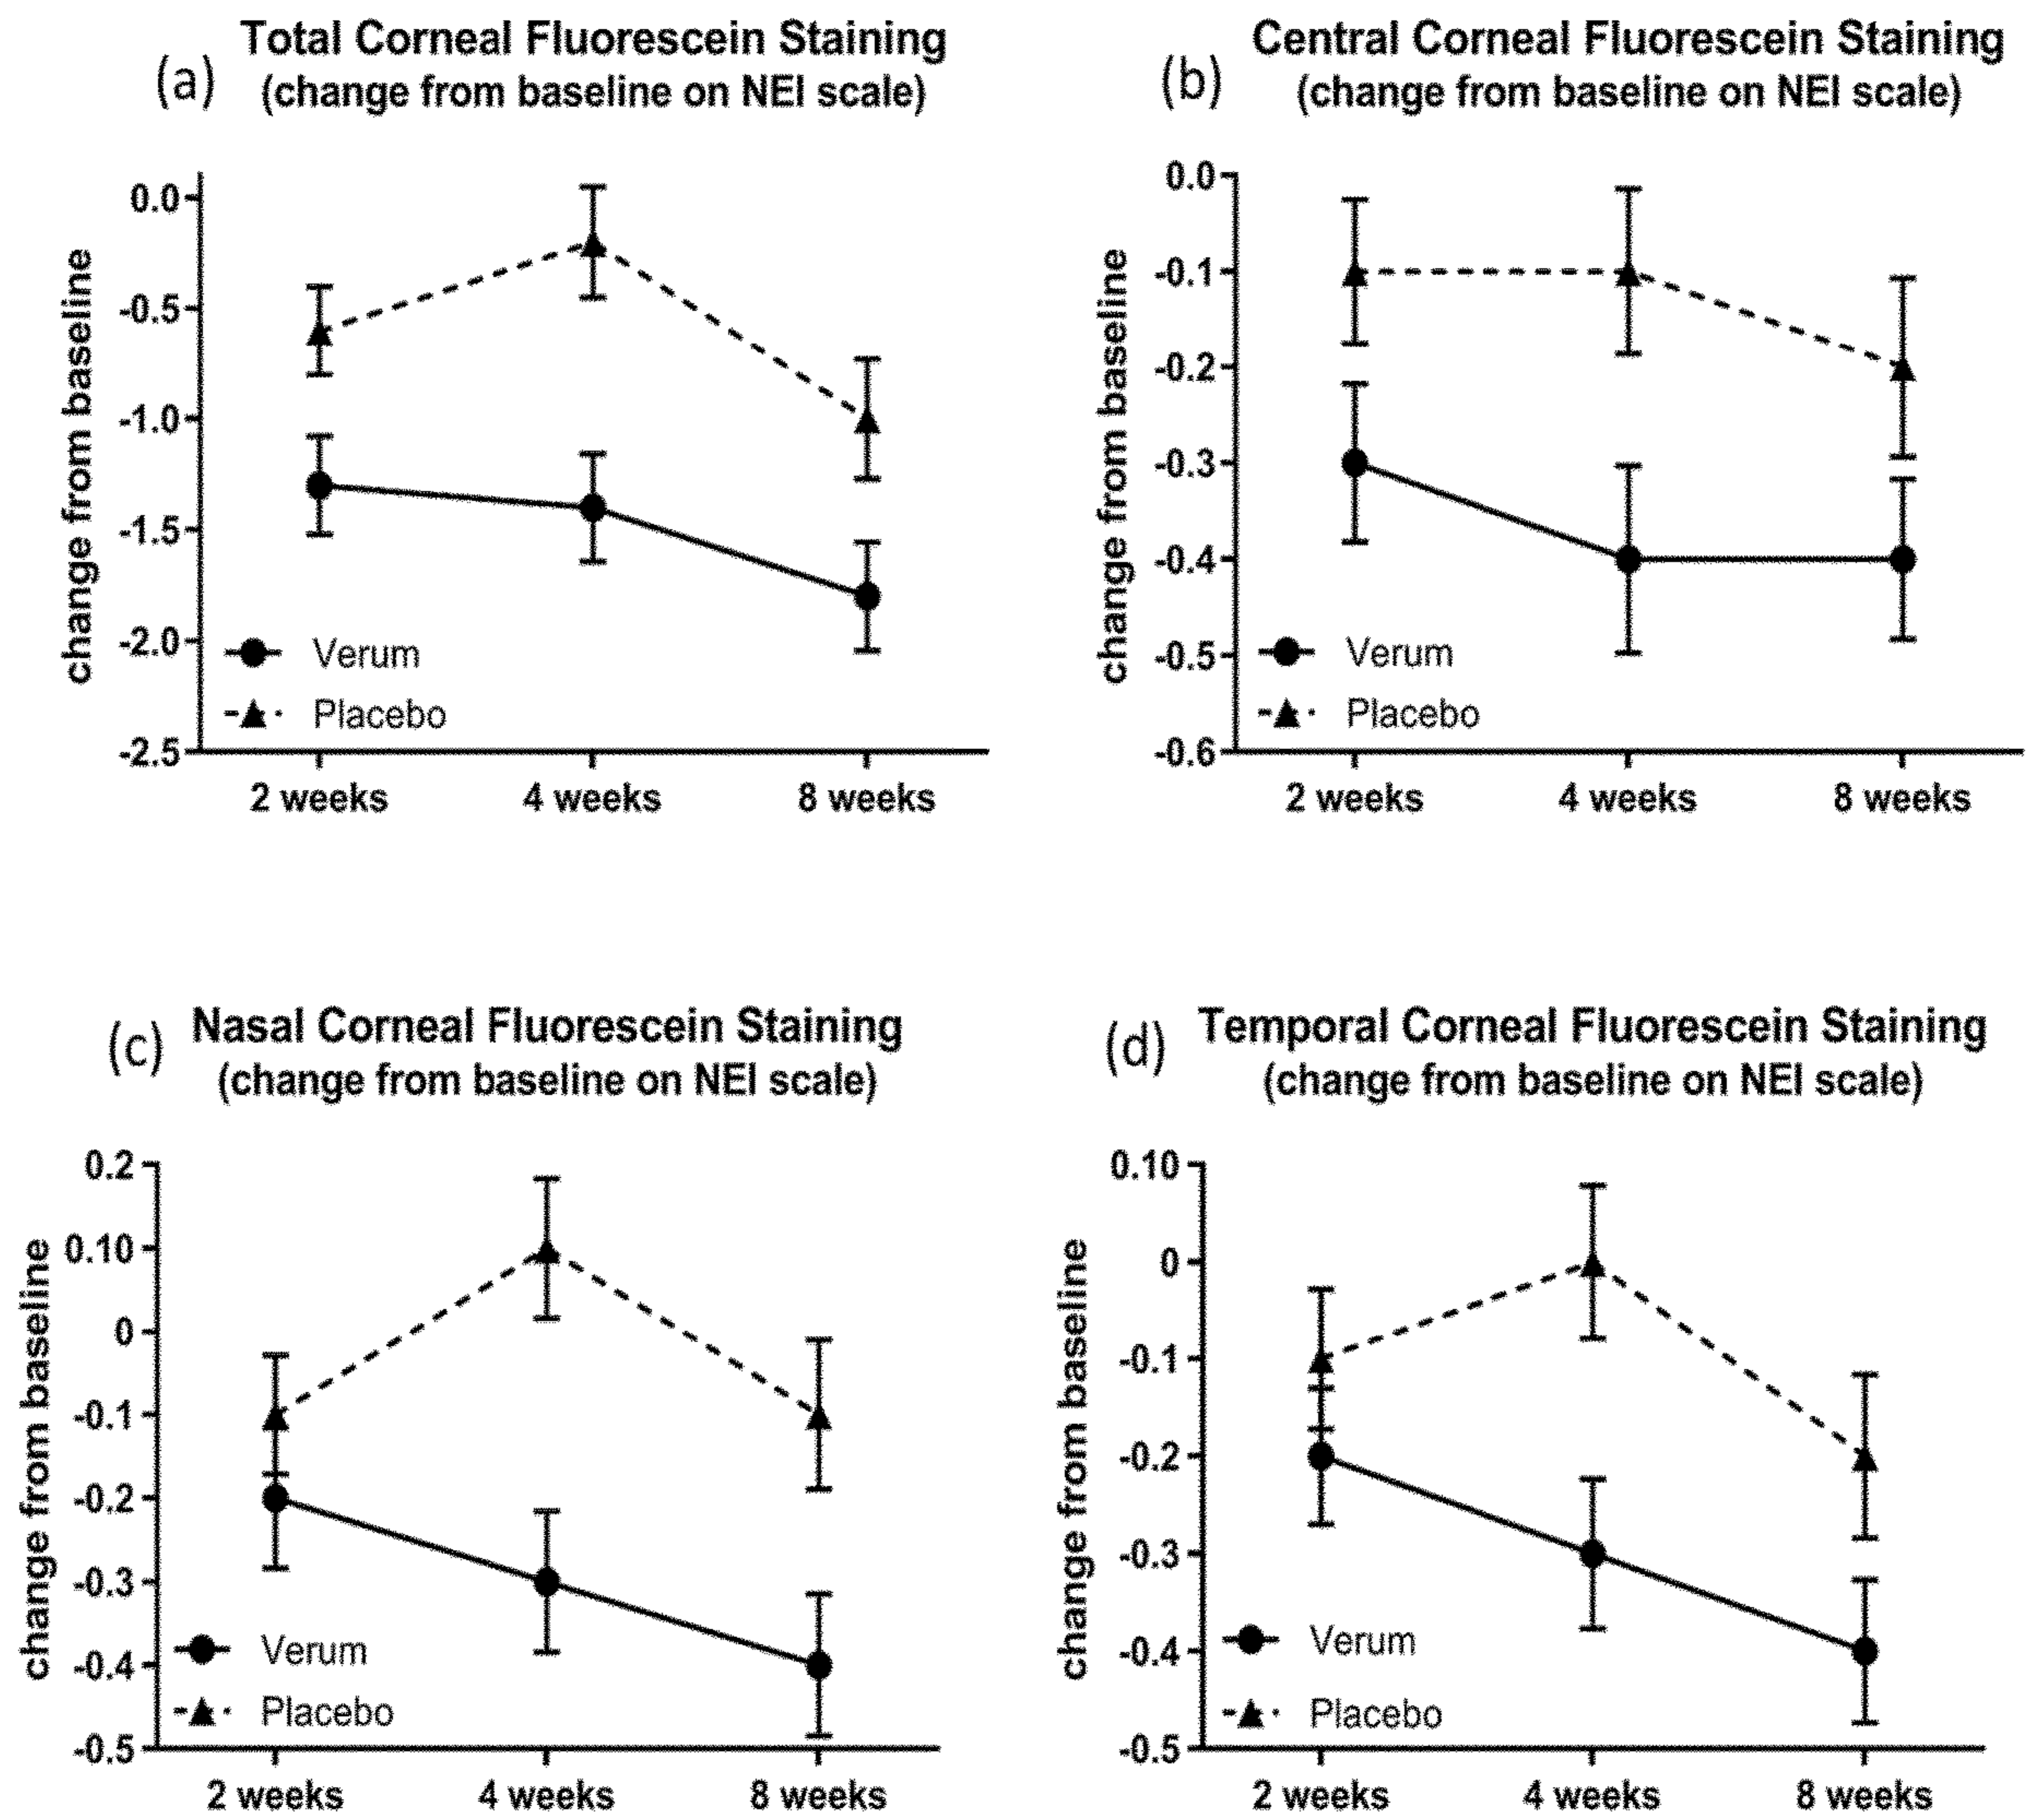 (a)
Total Corneal Fluorescein Staining
(change from baseline on NEI scale)
change from baseline
0.0
-0.5
-1.0
-1.5
-2.0
-2.5
Verum
Placebo
2 weeks 4 weeks 8 weeks
(b)
Central Corneal Fluorescein Staining
(change from baseline on NEI scale)
change from baseline
0.0
-0.1
-0.2
-0.3
-0.4
-0.5
-0.6
Verum
Placebo
2 weeks 4 weeks 8 weeks
(c)
Nasal Corneal Fluorescein Staining
(change from baseline on NEI scale)
change from baseline
0.2
0.10
0
-0.1
-0.2
-0.3
-0.4
-0.5
Verum
Placebo
2 weeks 4 weeks 8 weeks
(d)
Temporal Corneal Fluorescein Staining
(change from baseline on NEI scale)
change from baseline
0.10
0
-0.1
-0.2
-0.3
-0.4
-0.5
Verum
Placebo
2 weeks 4 weeks 8 weeks